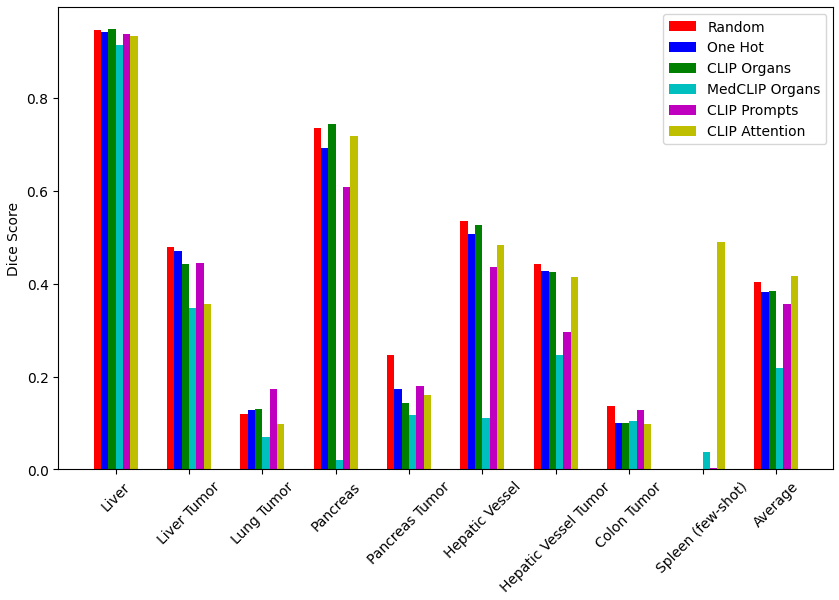 Random
One Hot
CLIP Organs
MedCLIP Organs
CLIP Prompts
CLIP Attention
Dice Score
0.8
0.6
0.4
0.2
0.0
Liver
Liver Tumor
Lung Tumor
Pancreas
Pancreas Tumor
Hepatic Vessel
Hepatic Vessel Tumor
Colon Tumor
Spleen (few-shot)
Average